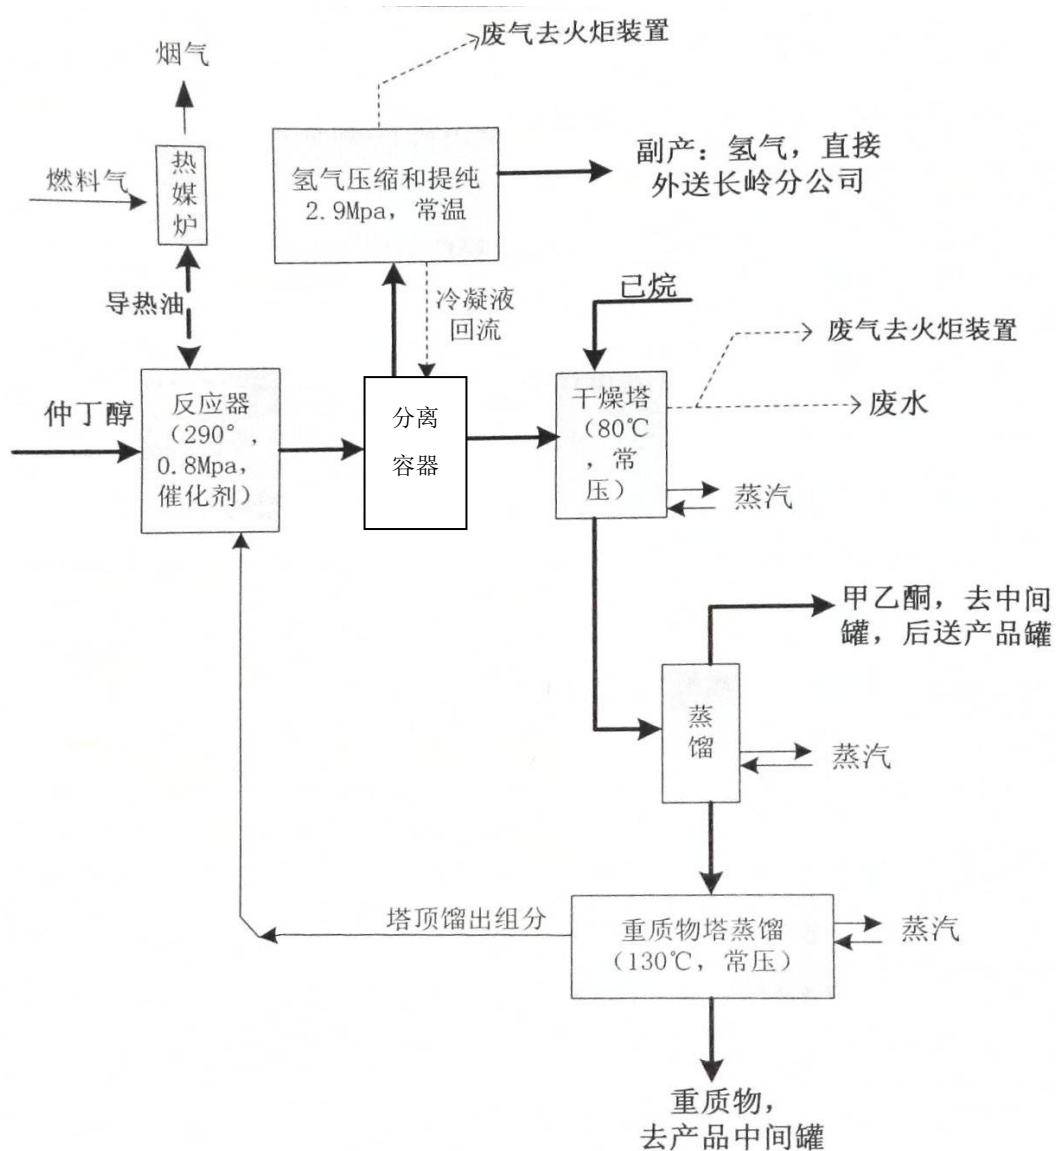 废气去火炬装置
烟气
热
媒
炉
燃料气
氢气压缩和提纯
2.9Mpa，常温
副产：氢气，直接
外送长岭分公司
导热油
冷凝液
回流
已烷
废气去火炬装置
仲丁醇
反应器
（290°，
0.8Mpa，
催化剂）
分离
容器
干燥塔
（80℃
，常
压）
废水
蒸汽
甲乙酮，去中间
罐，后送产品罐
蒸
馏
蒸汽
塔顶馏出组分
重质物塔蒸馏
（130℃，常压）
蒸汽
重质物，
去产品中间罐